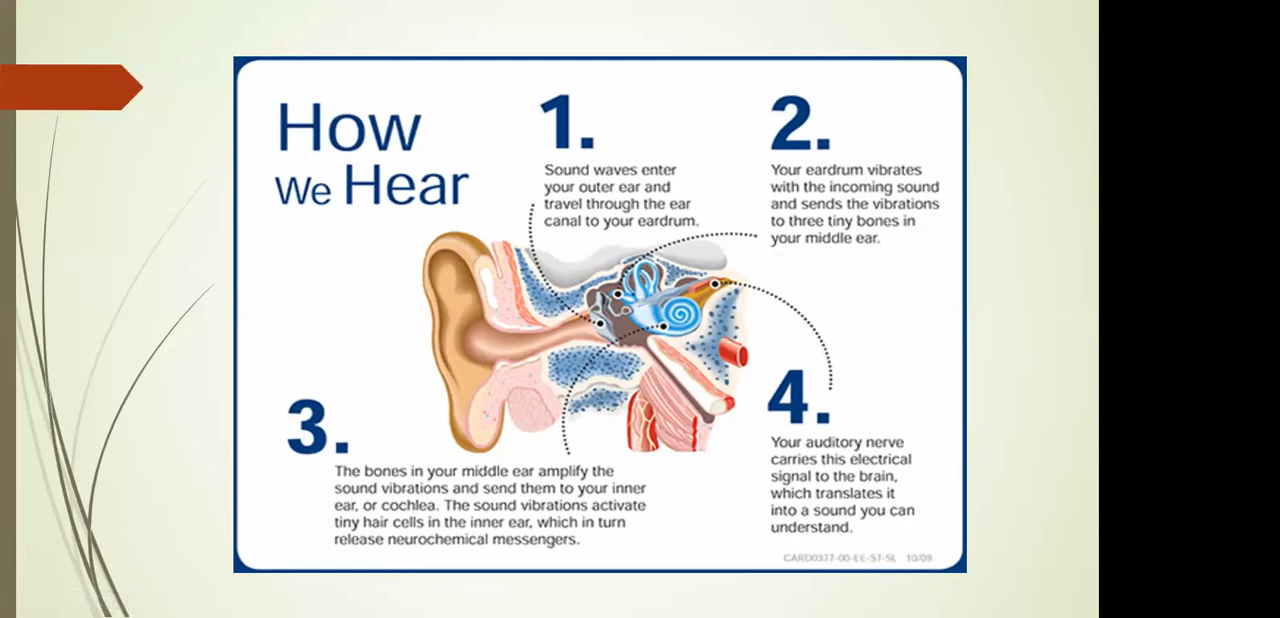 How
We Hear
1.
Sound waves enter
your outer ear and
travel through the ear
canal to your eardrum.
2.
Your eardrum vibrates
with the incoming sound
and sends the vibrations
to three tiny bones in
your middle ear.
3.
The bones in your middle ear amplify the
sound vibrations and send them to your inner
ear, or cochlea. The sound vibrations activate
tiny hair cells in the inner ear, which in turn
release neurochemical messengers.
4.
Your auditory nerve
carries this electrical
signal to the brain,
which translates it
into a sound you can
understand.
10/09